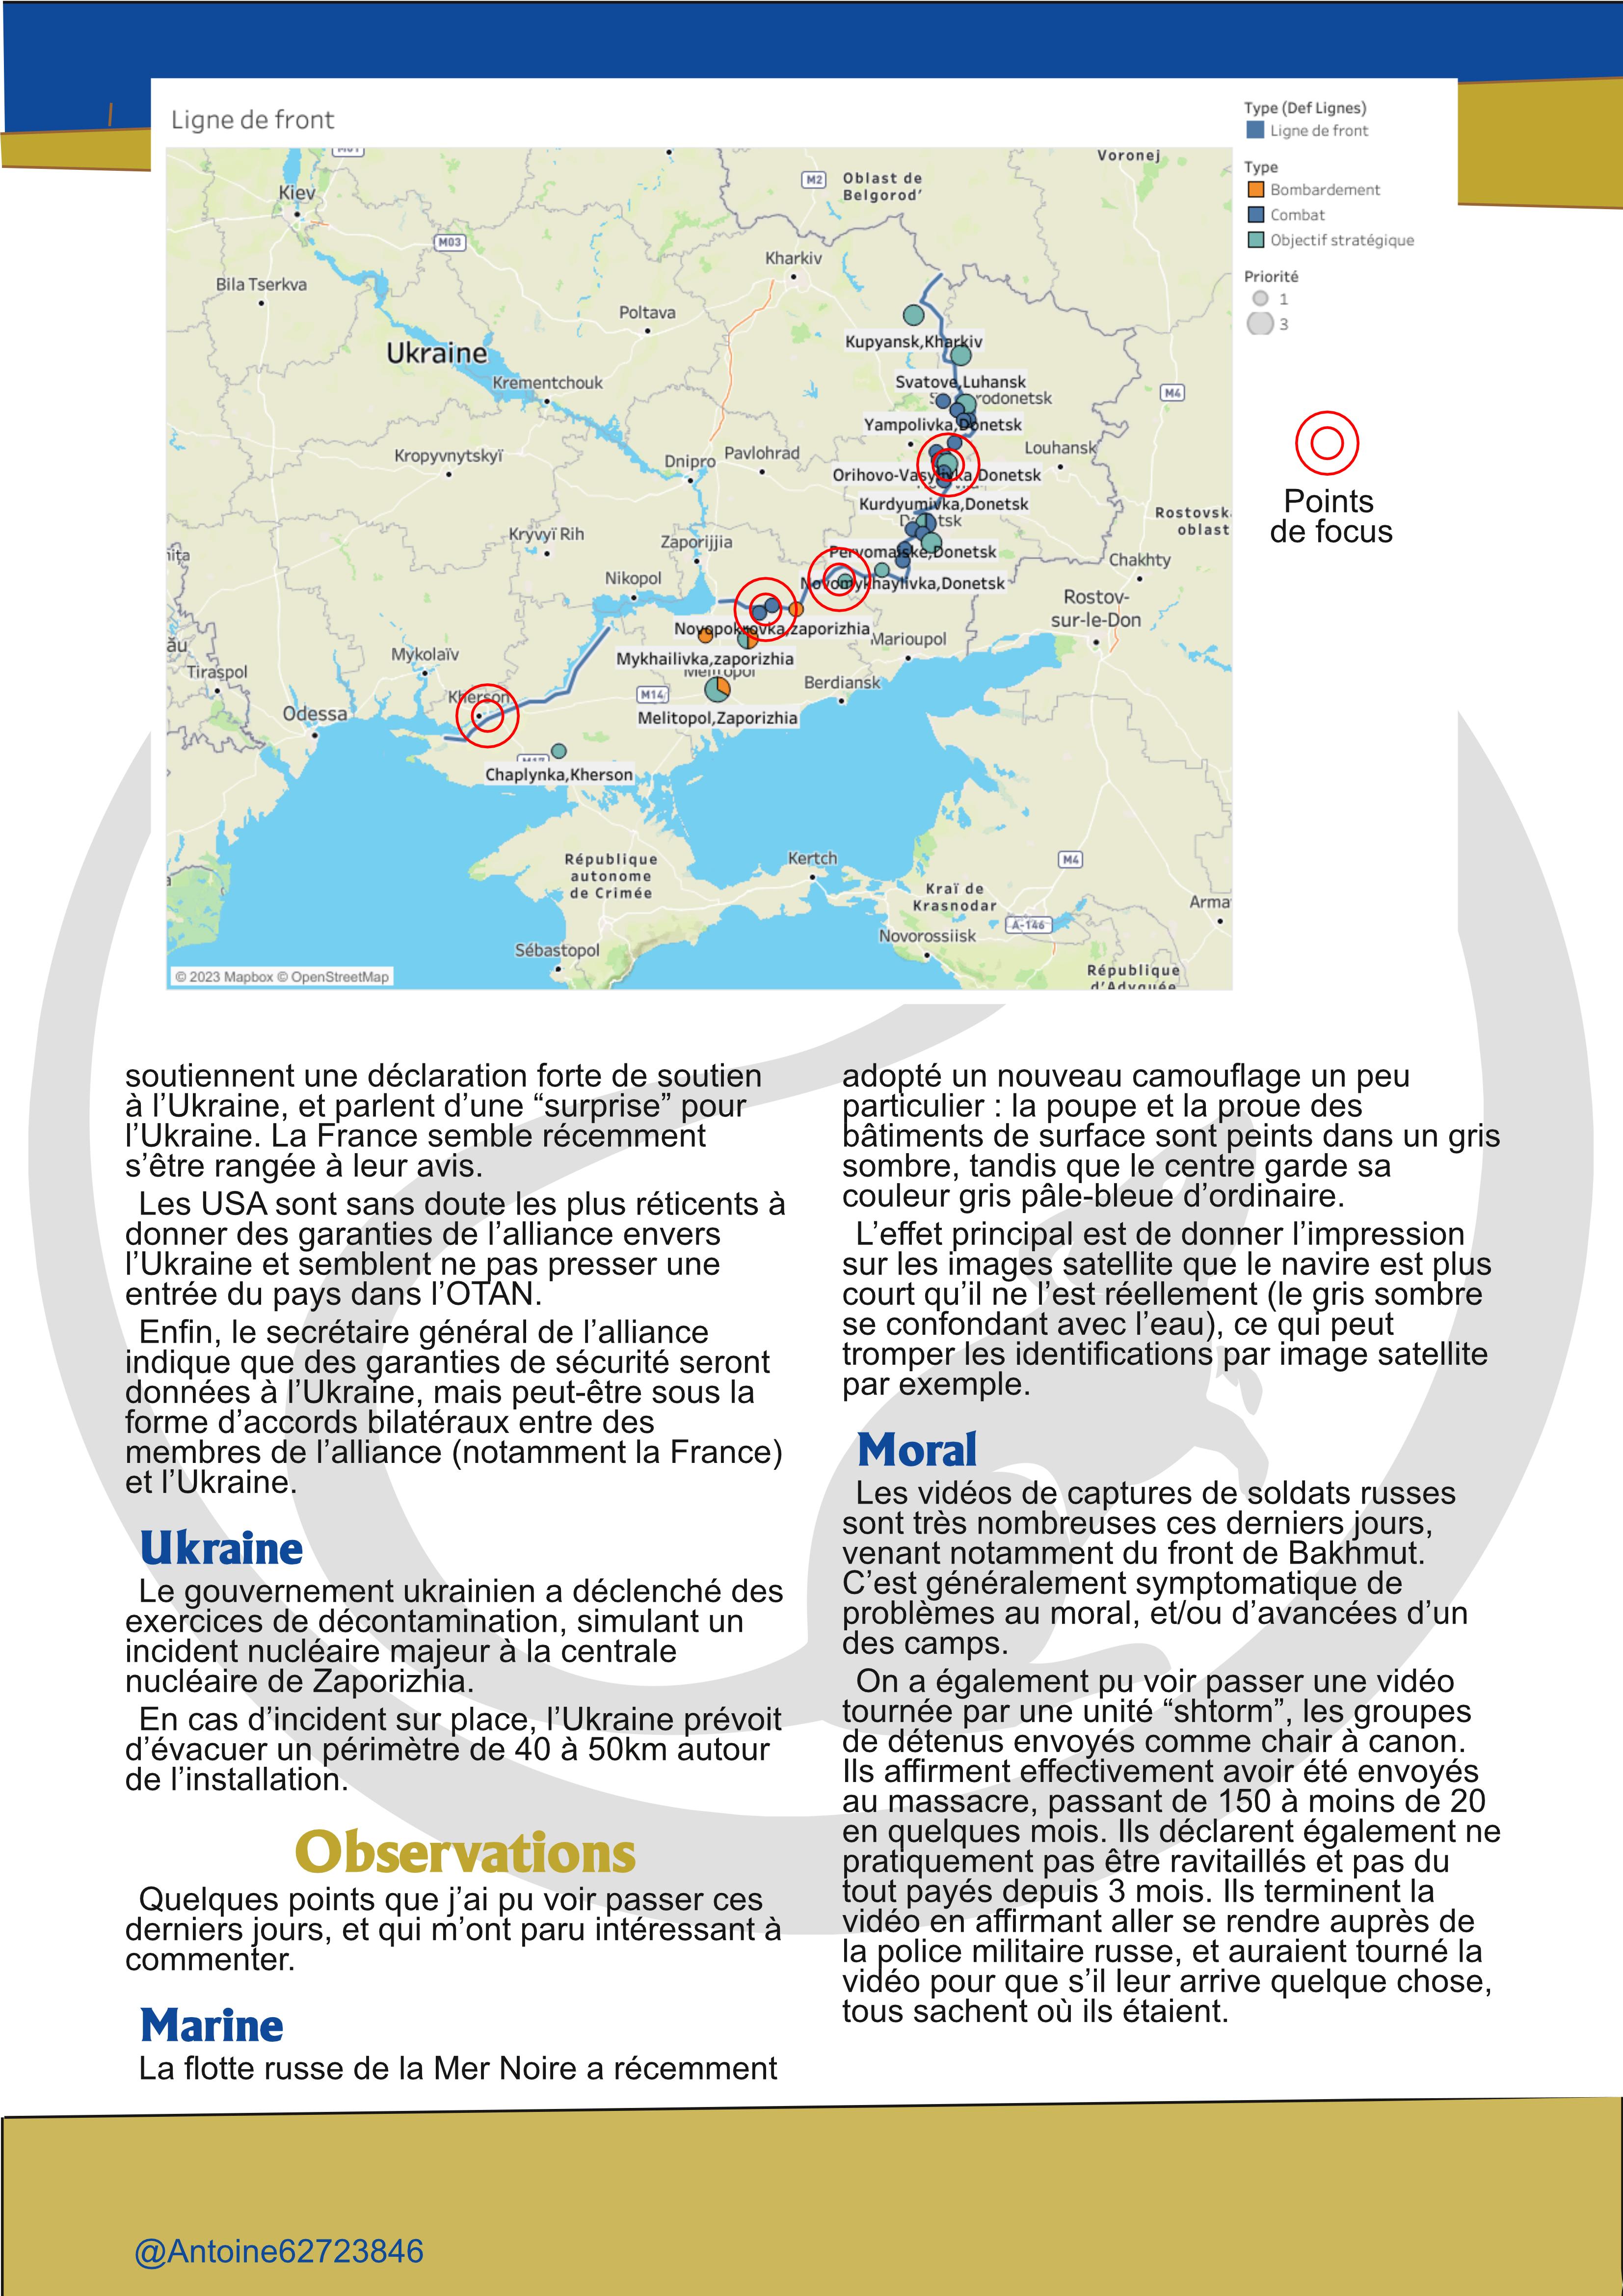 Ligne de front
Type (Def Lignes)
Ligne de front
Type
Bombardement
Combat
Objectif stratégique
Priorité
1
3
Points
de focus
Voronej
M2
Oblast de
Belgorod’
Kiev
M03
Kharkiv
Bila Tserkva
Poltava
Kupyansk,Kharkiv
Ukraine
Krementchouk
Svatove,Luhansk
M4
Yampolivka,Donetsk
Louhansk
Kropyvnytskyï
Dnipro
Pavlohrad
Orihovo-Vasylivka,Donetsk
Kurdyumivka,Donetsk
Rostovsk
oblast
Kryvyï Rih
Zaporijjia
Pervomaiske,Donetsk
Chakhty
Nikopol
Novomykhaylivka,Donetsk
Rostov-
sur-le-Don
Novopokrovka,zaporizhia
Marioupol
Mykolaïv
Mykhailivka,zaporizhia
Tiraspol
Melitopol
Berdiansk
Kherson
M14
Odessa
Melitopol,Zaporizhia
M17
Chaplynka,Kherson
République
autonome
de Crimée
Kertch
M4
Kraï de
Krasnodar
Arma
A-146
Novorossiisk
Sébastopol
République
d’Adyguée
© 2023 Mapbox © OpenStreetMap
soutiennent une déclaration forte de soutien
à l’Ukraine, et parlent d’une “surprise” pour
l’Ukraine. La France semble récemment
s’être rangée à leur avis.
Les USA sont sans doute les plus réticents à
donner des garanties de l’alliance envers
l’Ukraine et semblent ne pas presser une
entrée du pays dans l’OTAN.
Enfin, le secrétaire général de l’alliance
indique que des garanties de sécurité seront
données à l’Ukraine, mais peut-être sous la
forme d’accords bilatéraux entre des
membres de l’alliance (notamment la France)
et l’Ukraine.
Ukraine
Le gouvernement ukrainien a déclenché des
exercices de décontamination, simulant un
incident nucléaire majeur à la centrale
nucléaire de Zaporizhia.
En cas d’incident sur place, l’Ukraine prévoit
d’évacuer un périmètre de 40 à 50km autour
de l’installation.
Observations
Quelques points que j’ai pu voir passer ces
derniers jours, et qui m’ont paru intéressant à
commenter.
Marine
La flotte russe de la Mer Noire a récemment
adopté un nouveau camouflage un peu
particulier : la poupe et la proue des
bâtiments de surface sont peints dans un gris
sombre, tandis que le centre garde sa
couleur gris pâle-bleue d’ordinaire.
L’effet principal est de donner l’impression
sur les images satellite que le navire est plus
court qu’il ne l’est réellement (le gris sombre
se confondant avec l’eau), ce qui peut
tromper les identifications par image satellite
par exemple.
Moral
Les vidéos de captures de soldats russes
sont très nombreuses ces derniers jours,
venant notamment du front de Bakhmut.
C’est généralement symptomatique de
problèmes au moral, et/ou d’avancées d’un
des camps.
On a également pu voir passer une vidéo
tournée par une unité “shtorm”, les groupes
de détenus envoyés comme chair à canon.
Ils affirment effectivement avoir été envoyés
au massacre, passant de 150 à moins de 20
en quelques mois. Ils déclarent également ne
pratiquement pas être ravitaillés et pas du
tout payés depuis 3 mois. Ils terminent la
vidéo en affirmant aller se rendre auprès de
la police militaire russe, et auraient tourné la
vidéo pour que s’il leur arrive quelque chose,
tous sachent où ils étaient.
@Antoine62723846